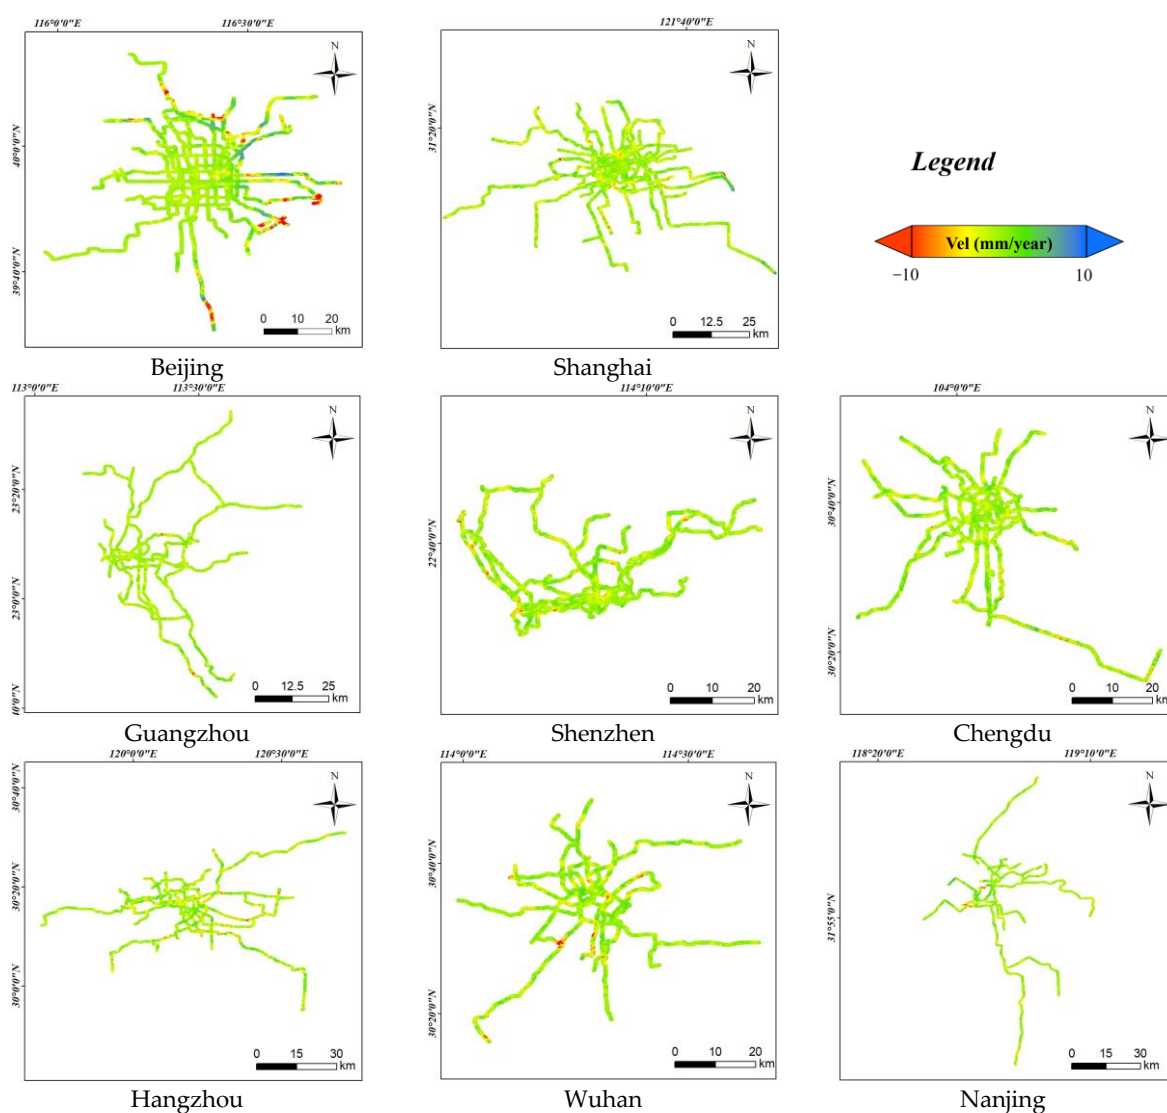 116°0'0"E 116°30'0"E
N
40°0'0"N
39°40'0"N
0 10 20
km
Beijing
121°40'0"E
N
31°20'0"N
0 12.5 25
km
Shanghai
Legend
Vel (mm/year)
−10 10
113°0'0"E 113°30'0"E
N
23°20'0"N
23°0'0"N
0'0"N
0 12.5 25
km
Guangzhou
114°10'0"E
N
22°40'0"N
0 10 20
km
Shenzhen
104°0'0"E
N
30°40'0"N
30°20'0"N
0 10 20
km
Chengdu
120°0'0"E 120°30'0"E
N
30°40'0"N
30°20'0"N
30°0'0"N
0 15 30
km
Hangzhou
114°0'0"E 114°30'0"E
N
30°40'0"N
30°20'0"N
0 10 20
km
Wuhan
118°20'0"E 119°10'0"E
N
31°55'0"N
0 15 30
km
Nanjing